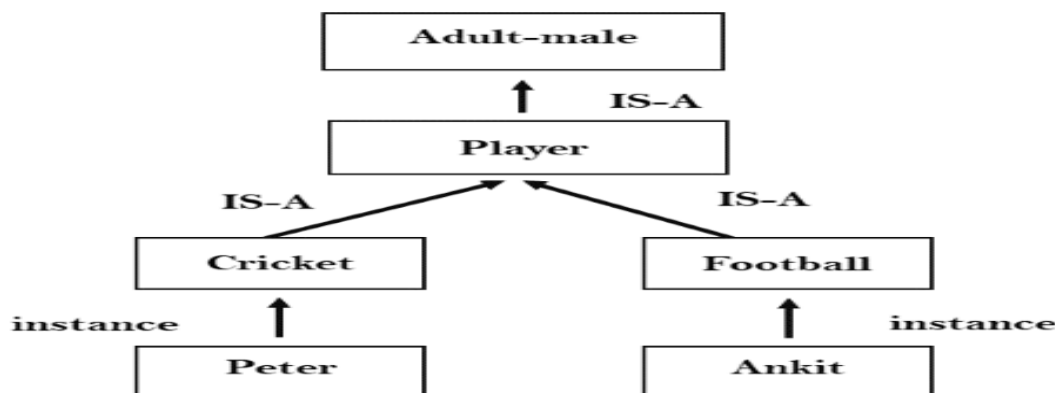 Adult-male
IS-A
Player
IS-A IS-A
Cricket Football
instance instance
Peter Ankit